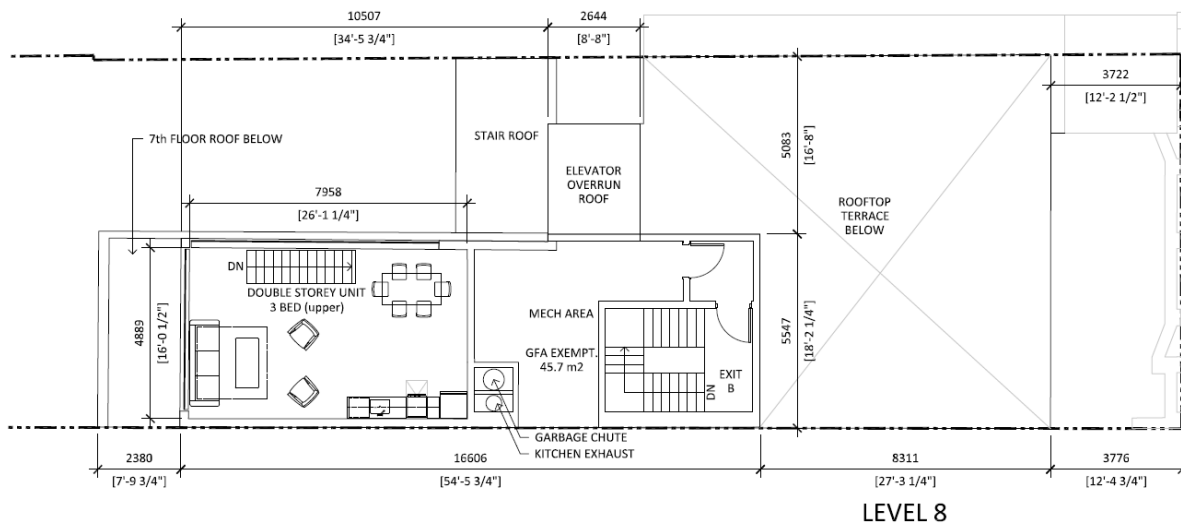 10507
[34'-5 3/4"]
2644
[8'-8"]
3722
[12'-2 1/2"]
7th FLOOR ROOF BELOW
STAIR ROOF
5083
[16'-8"]
ELEVATOR
OVERRUN
ROOF
7958
[26'-1 1/4"]
ROOFTOP
TERRACE
BELOW
DN
DOUBLE STOREY UNIT
3 BED (upper)
4889
[16'-0 1/2"]
MECH AREA
GFA EXEMPT.
45.7 m2
5547
[18'-2 1/4"]
EXIT
B
DN
GARBAGE CHUTE
KITCHEN EXHAUST
2380
[7'-9 3/4"]
16606
[54'-5 3/4"]
8311
[27'-3 1/4"]
3776
[12'-4 3/4"]
LEVEL 8